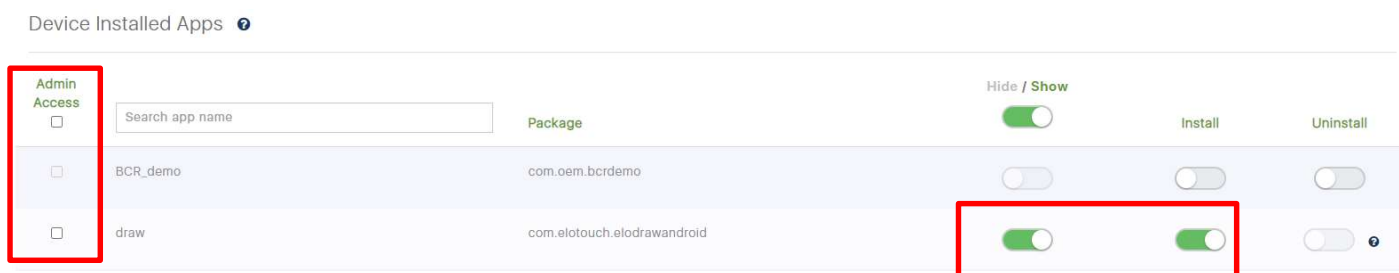 Device Installed Apps ?
Admin
Access
Search app name
Package
Hide / Show
Install
Uninstall
BCR_demo
com.oem.bcrdemo
draw
com.elotouch.elodrawandroid
?